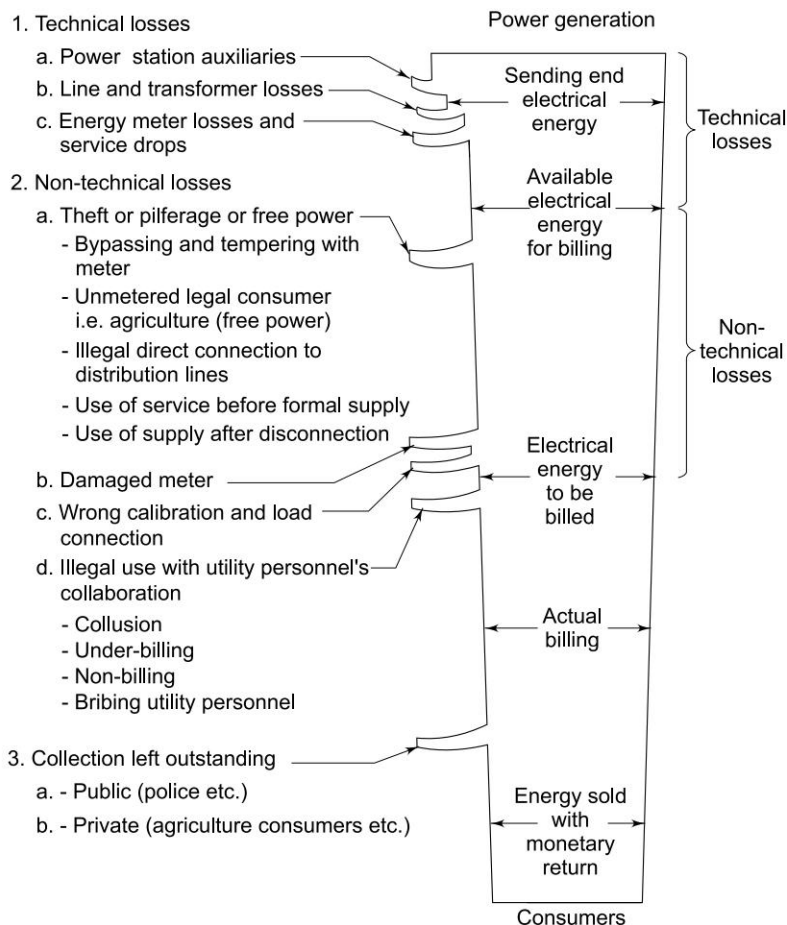 Power generation
1. Technical losses
a. Power station auxiliaries
b. Line and transformer losses
c. Energy meter losses and
service drops
2. Non-technical losses
a. Theft or pilferage or free power
- Bypassing and tempering with
meter
- Unmetered legal consumer
i.e. agriculture (free power)
- Illegal direct connection to
distribution lines
- Use of service before formal supply
- Use of supply after disconnection
b. Damaged meter
c. Wrong calibration and load
connection
d. Illegal use with utility personnel's
collaboration
- Collusion
- Under-billing
- Non-billing
- Bribing utility personnel
3. Collection left outstanding
a. - Public (police etc.)
b. - Private (agriculture consumers etc.)
Sending end
electrical
energy
Available
electrical
energy
for billing
Electrical
energy
to be
billed
Actual
billing
Energy sold
with
monetary
return
Consumers
Technical
losses
Non-
technical
losses